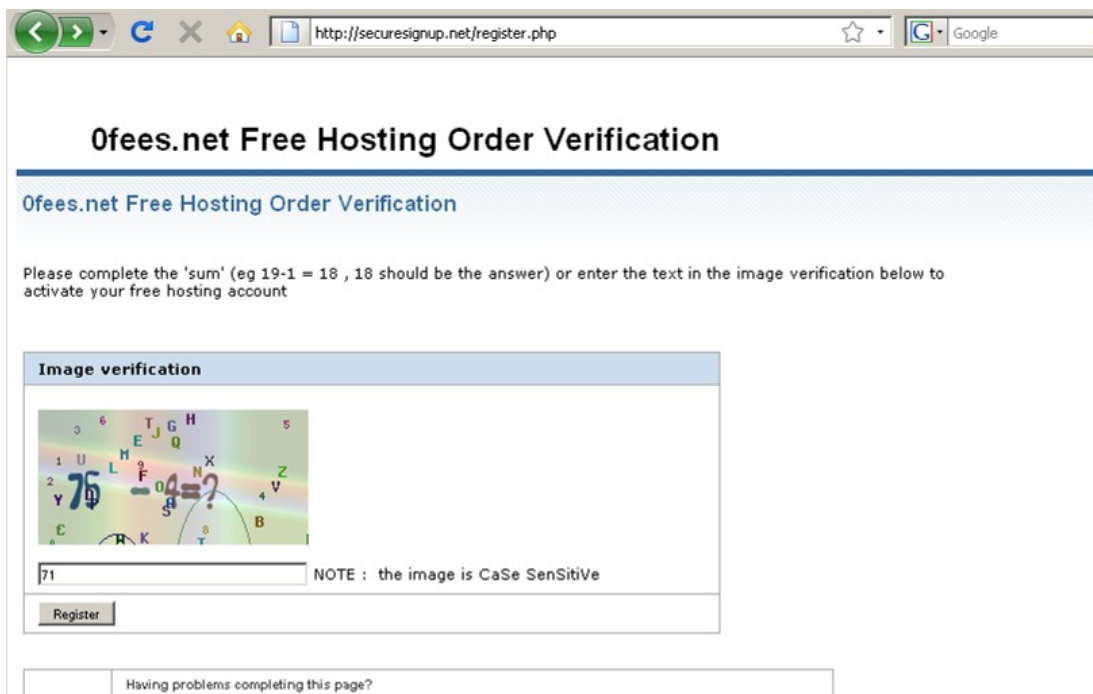 http://securesignup.net/register.php
Google
0fees.net Free Hosting Order Verification
0fees.net Free Hosting Order Verification
Please complete the 'sum' (eg 19-1 = 18 , 18 should be the answer) or enter the text in the image verification below to
activate your free hosting account
Image verification
71
NOTE : the image is CaSe SenSitiVe
Register
Having problems completing this page?